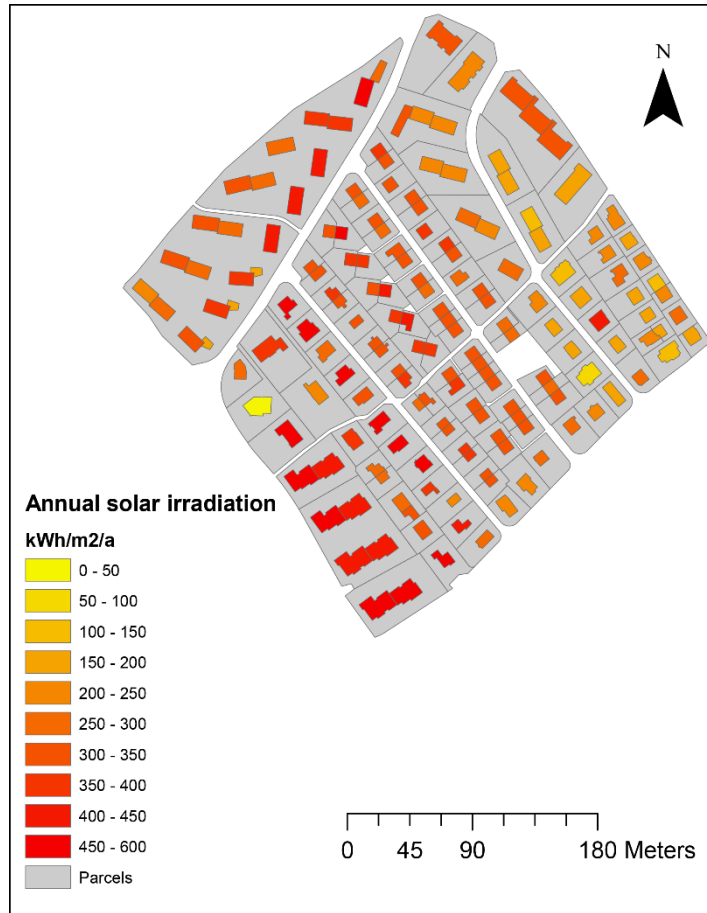 N
Annual solar irradiation
kWh/m2/a
0 - 50
50 - 100
100 - 150
150 - 200
200 - 250
250 - 300
300 - 350
350 - 400
400 - 450
450 - 600
Parcels
0 45 90 180 Meters